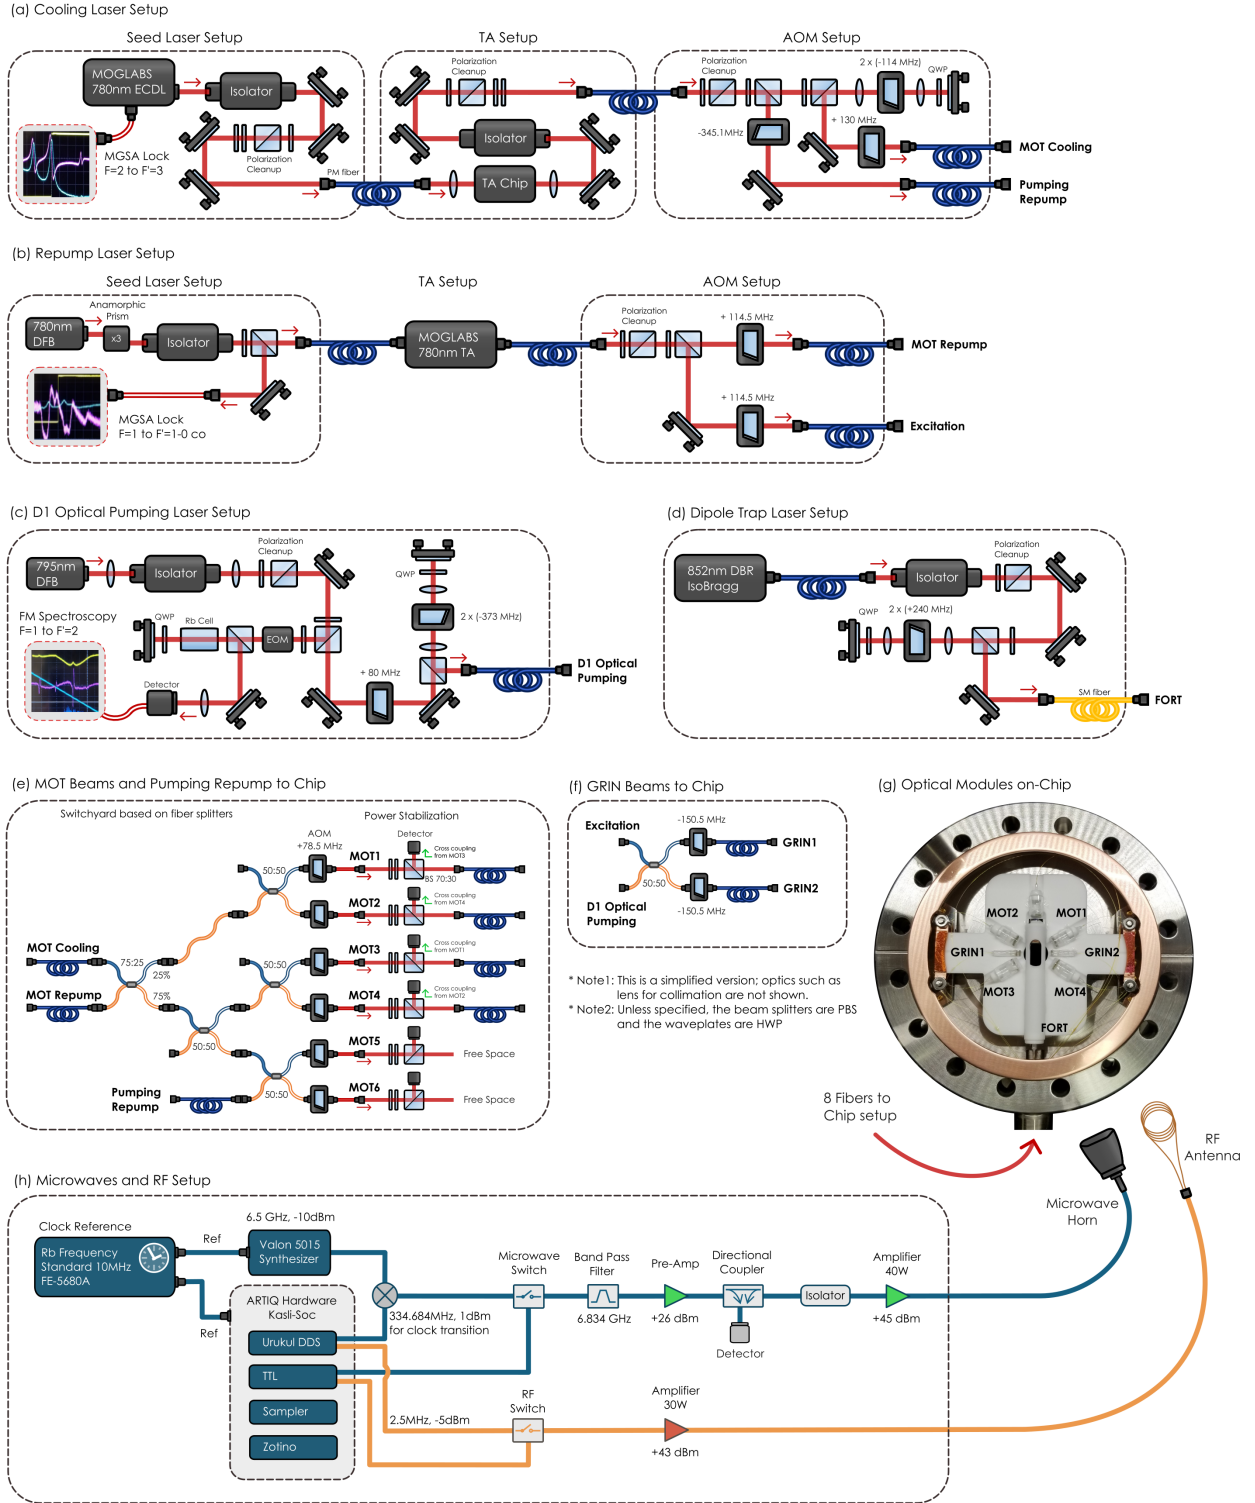 (a) Cooling Laser Setup
Seed Laser Setup
TA Setup
AOM Setup
MOGLABS
780nm ECDL
Isolator
Polarization
Cleanup
MGSA Lock
F=2 to F'=3
PM fiber
Polarization
Cleanup
Isolator
TA Chip
Polarization
Cleanup
2 x (-114 MHz)
QWP
-345.1MHz
+ 130 MHz
MOT Cooling
Pumping
Repump
(b) Repump Laser Setup
Seed Laser Setup
TA Setup
AOM Setup
Anamorphic
Prism
780nm
DFB
x3
Isolator
MGSA Lock
F=1 to F'=1-0 co
MOGLABS
780nm TA
Polarization
Cleanup
+ 114.5 MHz
MOT Repump
+ 114.5 MHz
Excitation
(c) D1 Optical Pumping Laser Setup
795nm
DFB
Isolator
Polarization
Cleanup
FM Spectroscopy
F=1 to F'=2
QWP
Rb Cell
EOM
Detector
QWP
2 x (-373 MHz)
+ 80 MHz
D1 Optical
Pumping
(d) Dipole Trap Laser Setup
852nm DBR
IsoBragg
Isolator
Polarization
Cleanup
QWP
2 x (+240 MHz)
SM fiber
FORT
(e) MOT Beams and Pumping Repump to Chip
Switchyard based on fiber splitters
Power Stabilization
AOM
+78.5 MHz
Detector
MOT1
Cross coupling
from MOT3
BS 70:30
50:50
MOT2
Cross coupling
from MOT4
MOT Cooling
75:25
25%
MOT Repump
75%
50:50
MOT3
Cross coupling
from MOT1
MOT4
Cross coupling
from MOT2
50:50
MOT5
Free Space
50:50
MOT6
Free Space
Pumping
Repump
(f) GRIN Beams to Chip
Excitation
-150.5 MHz
GRIN1
50:50
GRIN2
D1 Optical
Pumping
-150.5 MHz
* Note1: This is a simplified version; optics such as
lens for collimation are not shown.
* Note2: Unless specified, the beam splitters are PBS
and the waveplates are HWP
(g) Optical Modules on-Chip
MOT2
MOT1
GRIN1
GRIN2
MOT3
MOT4
FORT
8 Fibers to
Chip setup
RF
Antenna
Microwave
Horn
(h) Microwaves and RF Setup
Clock Reference
Rb Frequency
Standard 10MHz
FE-5680A
Ref
Ref
6.5 GHz, -10dBm
Valon 5015
Synthesizer
ARTIQ Hardware
Kasli-Soc
Urukul DDS
TTL
Sampler
Zotino
334.684MHz, 1dBm
for clock transition
Microwave
Switch
Band Pass
Filter
6.834 GHz
Pre-Amp
+26 dBm
Directional
Coupler
Detector
Isolator
Amplifier
40W
+45 dBm
2.5MHz, -5dBm
RF
Switch
Amplifier
30W
+43 dBm